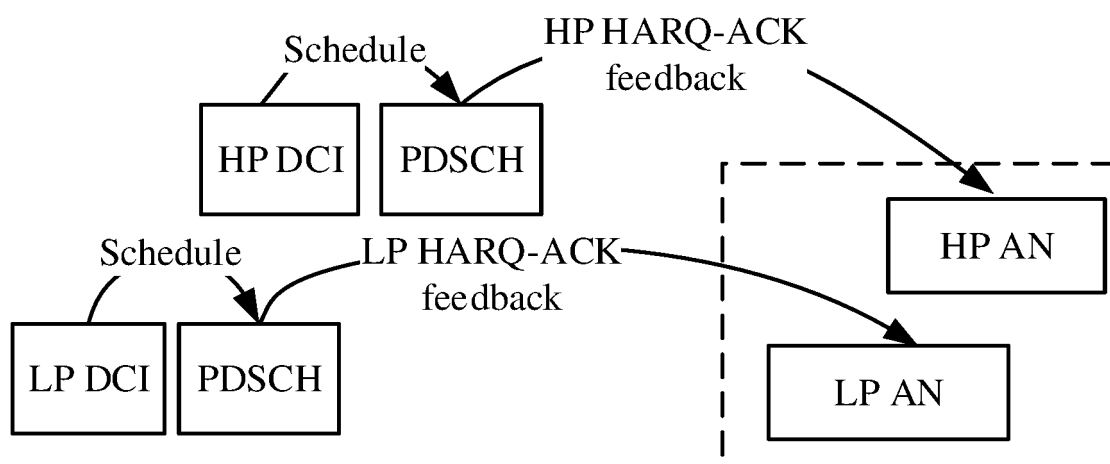 HP HARQ-ACK
feedback
Schedule
HP DCI
PDSCH
HP AN
Schedule
LP HARQ-ACK
feedback
LP DCI
PDSCH
LP AN